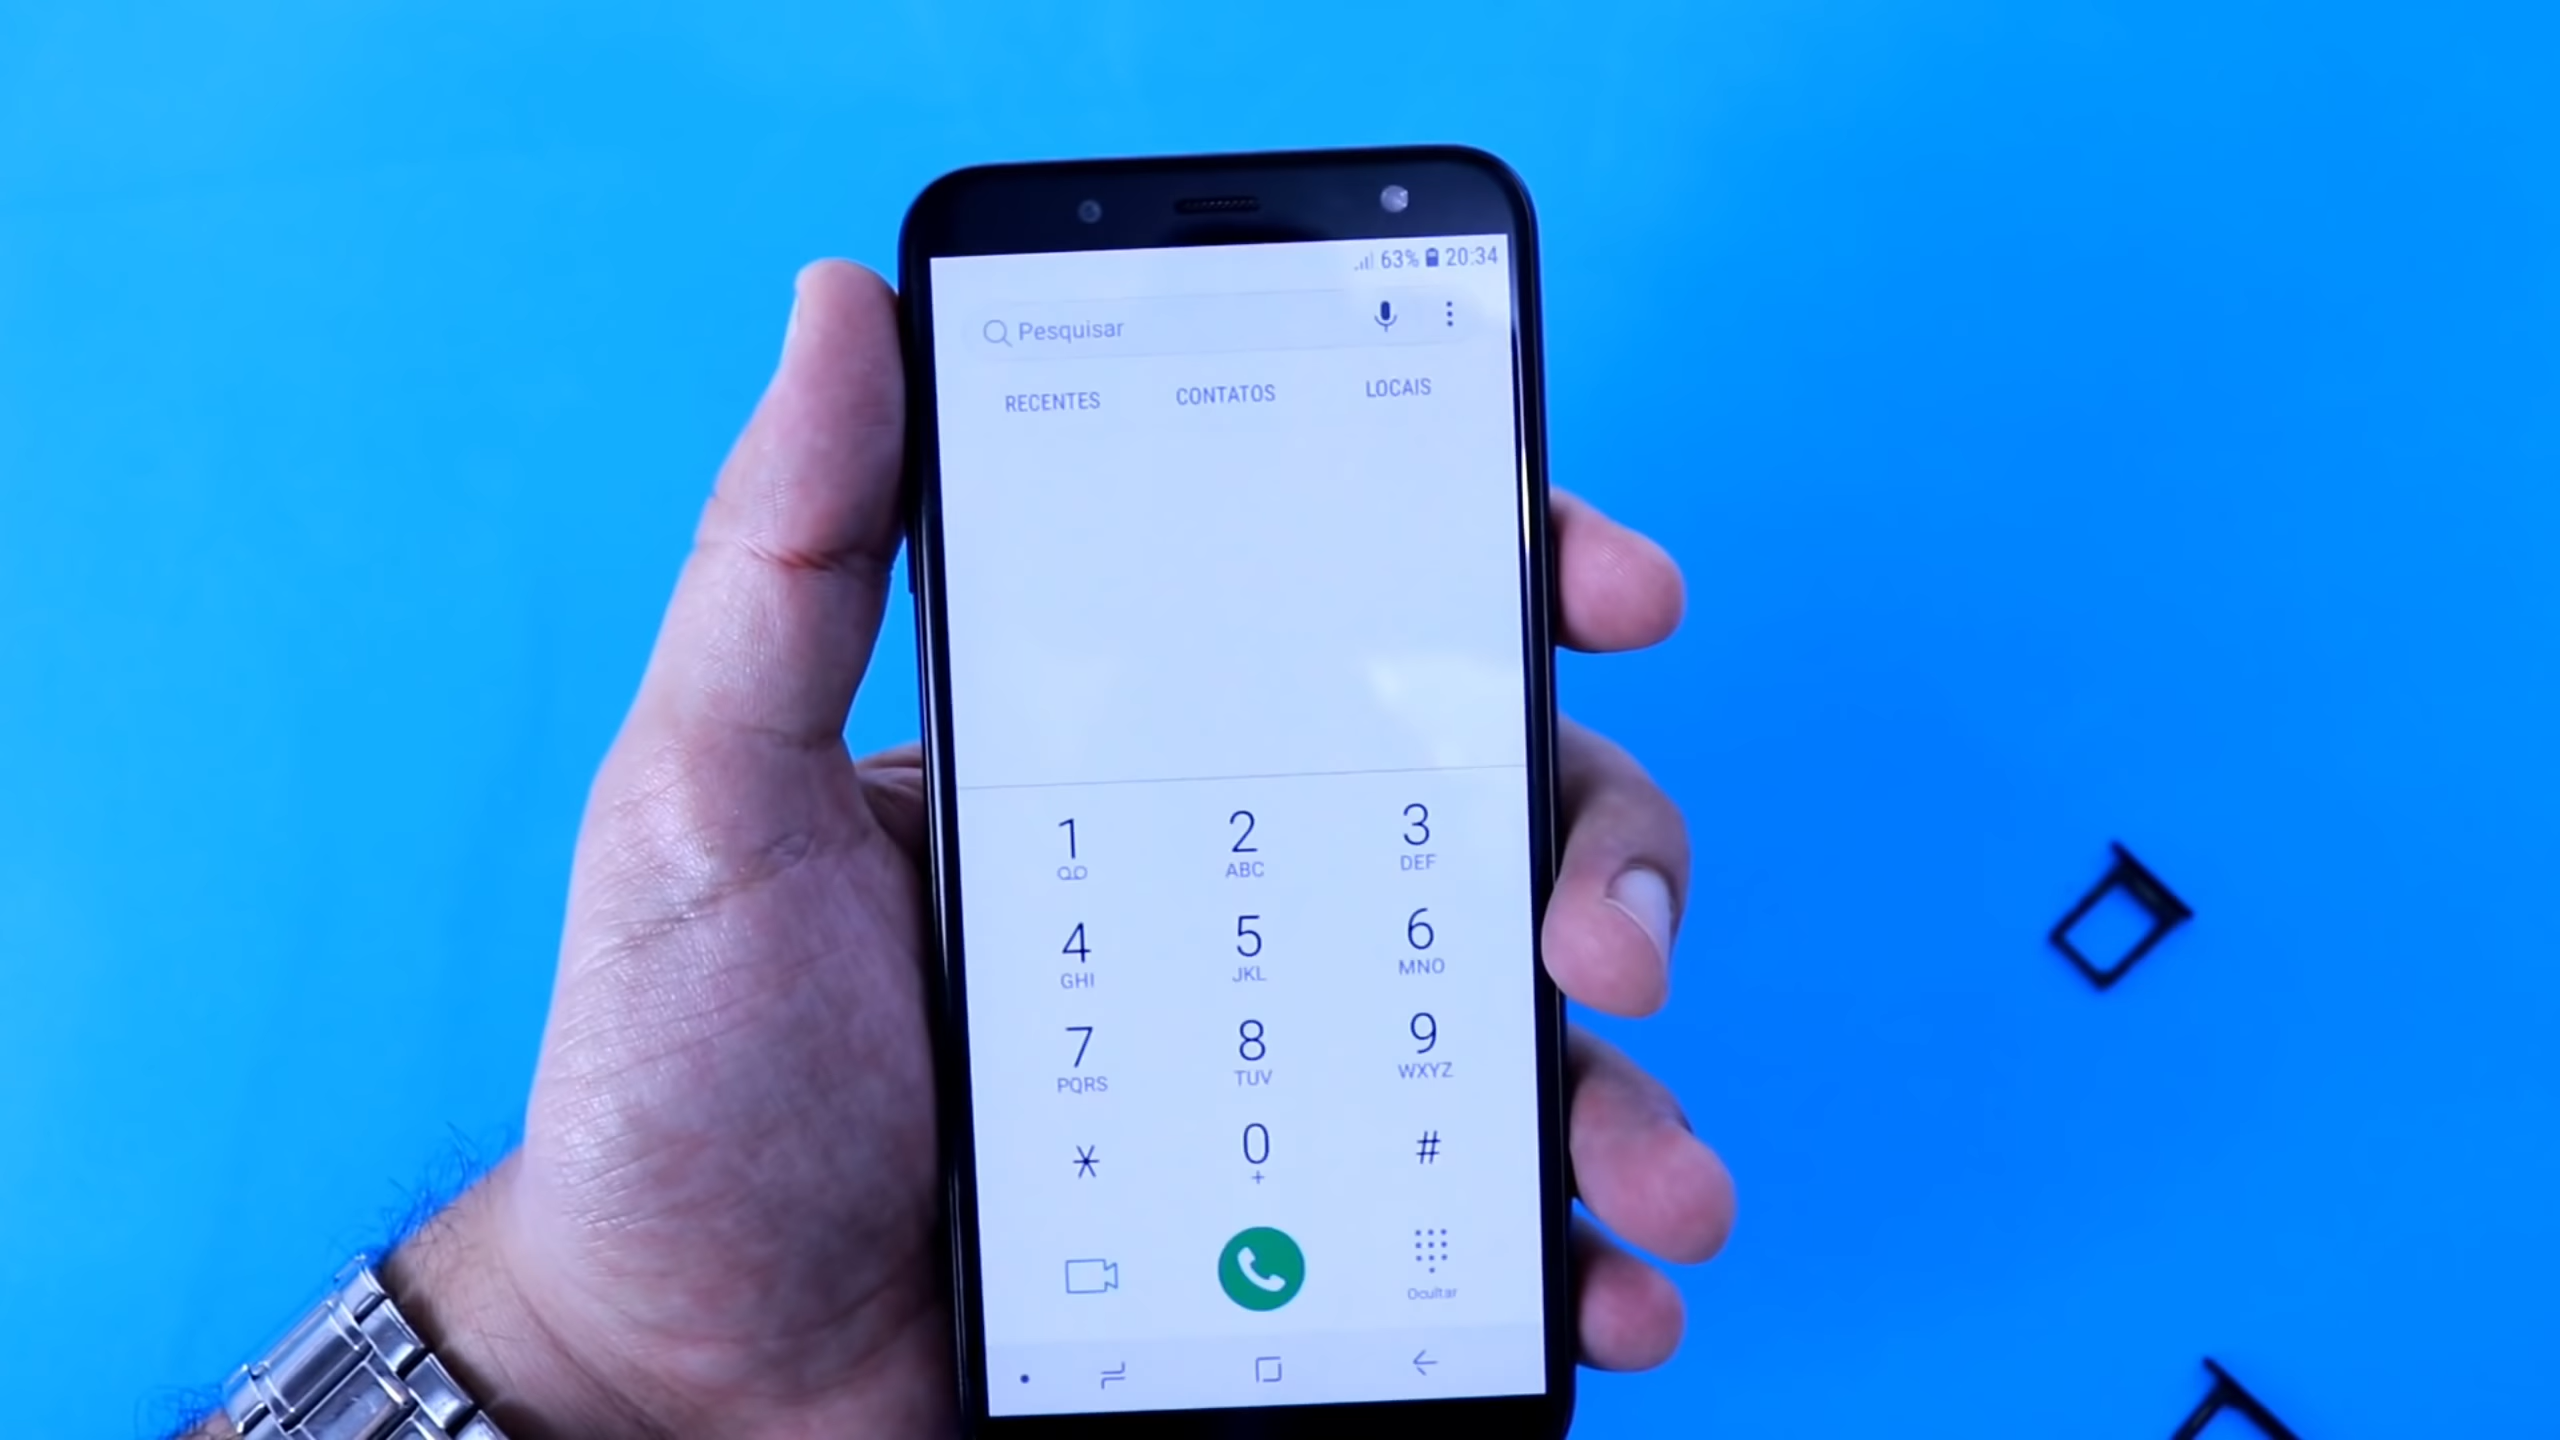 63% 20:34
Pesquisar
RECENTES CONTATOS LOCAIS
1 2 3
ABC DEF
4 5 6
GHI JKL MNO
7 8 9
PQRS TUV WXYZ
* 0 #
+
Ocultar